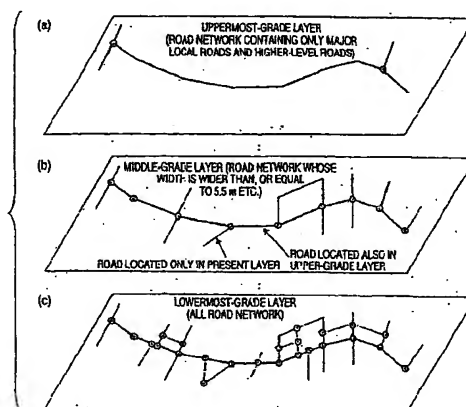 (a)
UPPERMOST-GRADE LAYER
(ROAD NETWORK CONTAINING ONLY MAJOR
LOCAL ROADS AND HIGHER-LEVEL ROADS)
(b)
MIDDLE-GRADE LAYER (ROAD NETWORK WHOSE
WIDTH IS WIDER THAN, OR EQUAL
TO 5.5 m ETC.)
ROAD LOCATED ONLY IN PRESENT LAYER
ROAD LOCATED ALSO IN
UPPER-GRADE LAYER
(c)
LOWERMOST-GRADE LAYER
(ALL ROAD NETWORK)